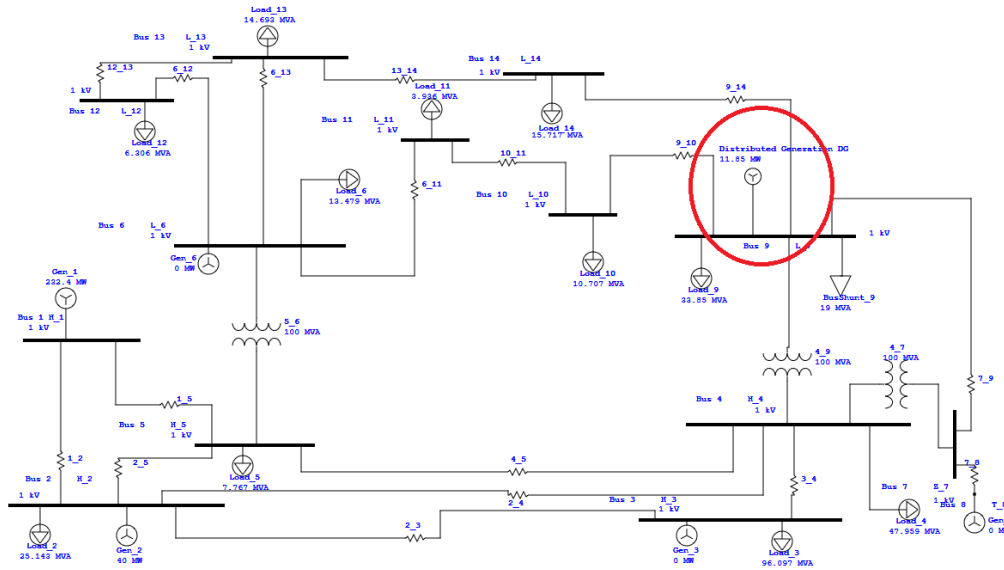 Load_13
14.693 MVA
Bus 13
L_13
1 kV
Bus 14
L_14
1 kV
12_13
6_12
6_13
13_14
9_14
1 kV
Bus 12
L_12
Load_12
6.306 MVA
Load_11
3.936 MVA
Bus 11
L_11
1 kV
Load_14
15.717 MVA
9_10
Distributed Generation DG
11.85 MW
10_11
6_11
Load_6
13.479 MVA
Bus 10
L_10
1 kV
Bus 6
L_6
1 kV
Gen_6
0 MW
Load_10
10.707 MVA
Bus 9
1 kV
Load_9
33.85 MVA
BusShunt_9
19 MVA
Gen_1
232.4 MW
Bus 1
H_1
1 kV
5_6
100 MVA
4_9
100 MVA
4_7
100 MVA
7_9
1_5
Bus 5
H_5
1 kV
Bus 4
H_4
1 kV
1_2
2_5
Load_5
7.767 MVA
4_5
3_4
7_8
Bus 2
H_2
1 kV
2_4
Bus 3
H_3
1 kV
Bus 7
Z_7
1 kV
Bus 8
Load_2
25.143 MVA
Gen_2
40 MW
2_3
Gen_3
0 MW
Load_3
96.097 MVA
Load_4
47.959 MVA
Gen